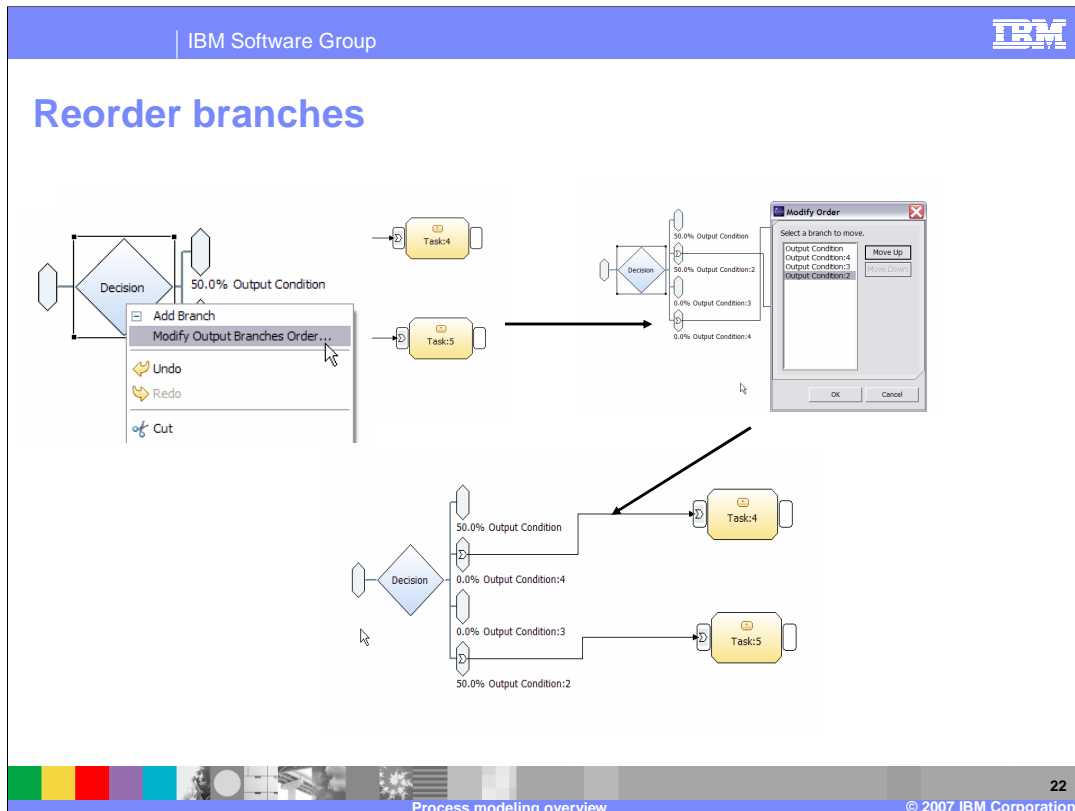 IBM Software Group
IBM
Reorder branches
Decision
50.0% Output Condition
Add Branch
Modify Output Branches Order...
Undo
Redo
Cut
Task:4
Task:5
Decision
50.0% Output Condition
50.0% Output Condition:2
0.0% Output Condition:3
0.0% Output Condition:4
Modify Order
Select a branch to move.
Output Condition
Output Condition:4
Output Condition:3
Output Condition:2
Move Up
Move Down
OK
Cancel
Decision
50.0% Output Condition
0.0% Output Condition:4
0.0% Output Condition:3
50.0% Output Condition:2
Task:4
Task:5
22
Process modeling overview
© 2007 IBM Corporation